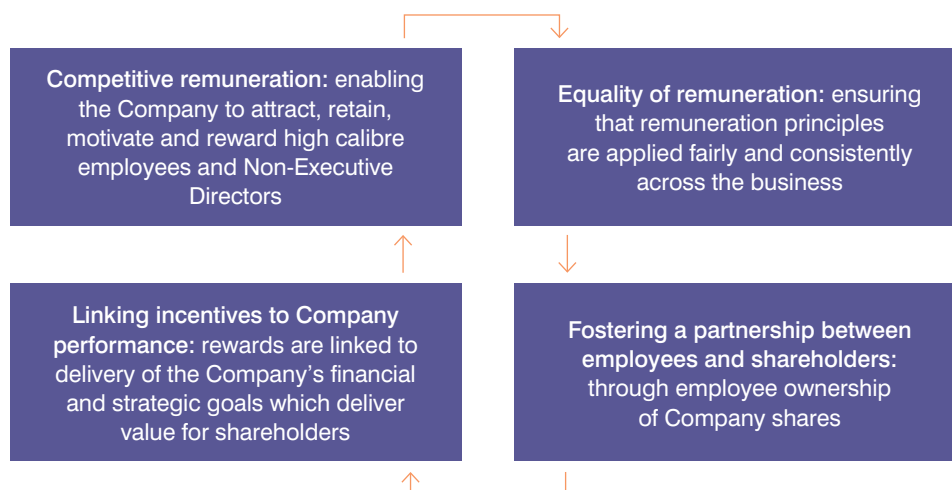 Competitive remuneration: enabling
the Company to attract, retain,
motivate and reward high calibre
employees and Non-Executive
Directors
Equality of remuneration: ensuring
that remuneration principles
are applied fairly and consistently
across the business
Linking incentives to Company
performance: rewards are linked to
delivery of the Company’s financial
and strategic goals which deliver
value for shareholders
Fostering a partnership between
employees and shareholders:
through employee ownership
of Company shares